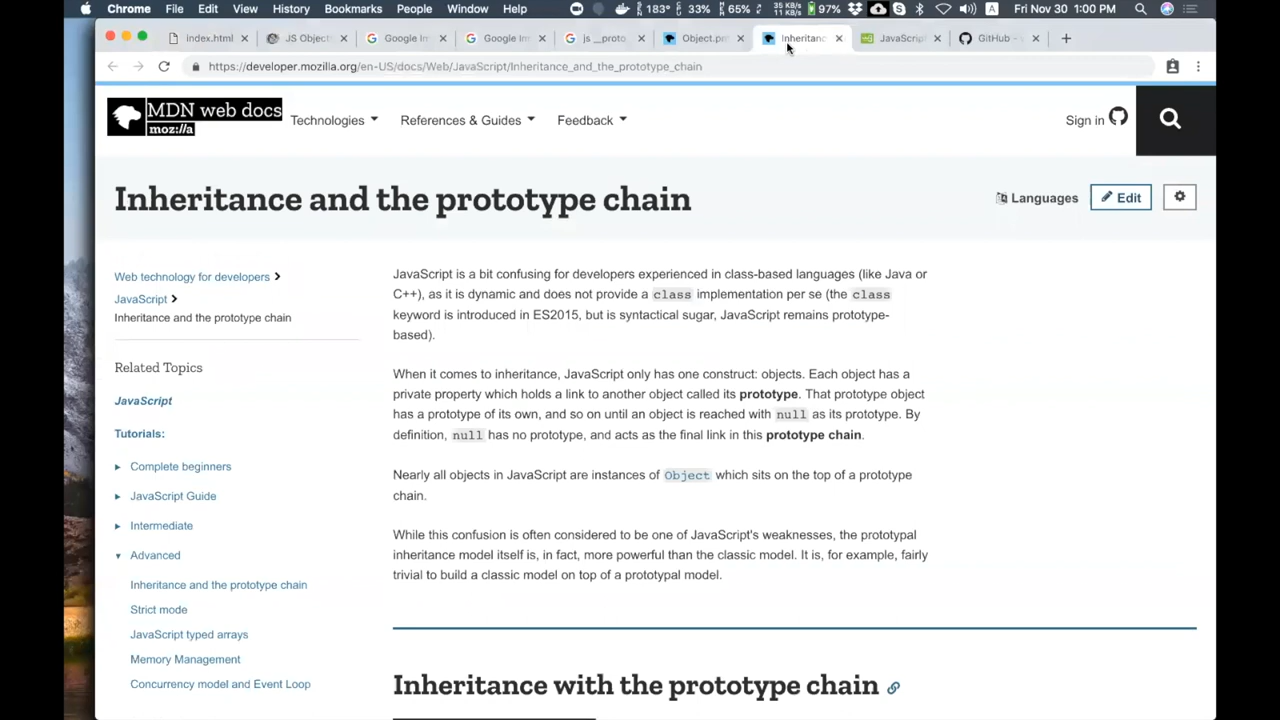 Chrome File Edit View History Bookmarks People Window Help 183° 33% 65% 35 KB/s 11 KB/s 97% A Fri Nov 30 1:00 PM
index.html JS Object Google Im Google Im js __proto Object.pr Inheritanc JavaScript GitHub -
https://developer.mozilla.org/en-US/docs/Web/JavaScript/Inheritance_and_the_prototype_chain
MDN web docs
moz://a
Technologies References & Guides Feedback Sign in
Inheritance and the prototype chain
Languages Edit
Web technology for developers
JavaScript
Inheritance and the prototype chain
Related Topics
JavaScript
Tutorials:
Complete beginners
JavaScript Guide
Intermediate
Advanced
Inheritance and the prototype chain
Strict mode
JavaScript typed arrays
Memory Management
Concurrency model and Event Loop
JavaScript is a bit confusing for developers experienced in class-based languages (like Java or
C++), as it is dynamic and does not provide a class implementation per se (the class
keyword is introduced in ES2015, but is syntactical sugar, JavaScript remains prototype-
based).
When it comes to inheritance, JavaScript only has one construct: objects. Each object has a
private property which holds a link to another object called its prototype. That prototype object
has a prototype of its own, and so on until an object is reached with null as its prototype. By
definition, null has no prototype, and acts as the final link in this prototype chain.
Nearly all objects in JavaScript are instances of Object which sits on the top of a prototype
chain.
While this confusion is often considered to be one of JavaScript's weaknesses, the prototypal
inheritance model itself is, in fact, more powerful than the classic model. It is, for example, fairly
trivial to build a classic model on top of a prototypal model.
Inheritance with the prototype chain